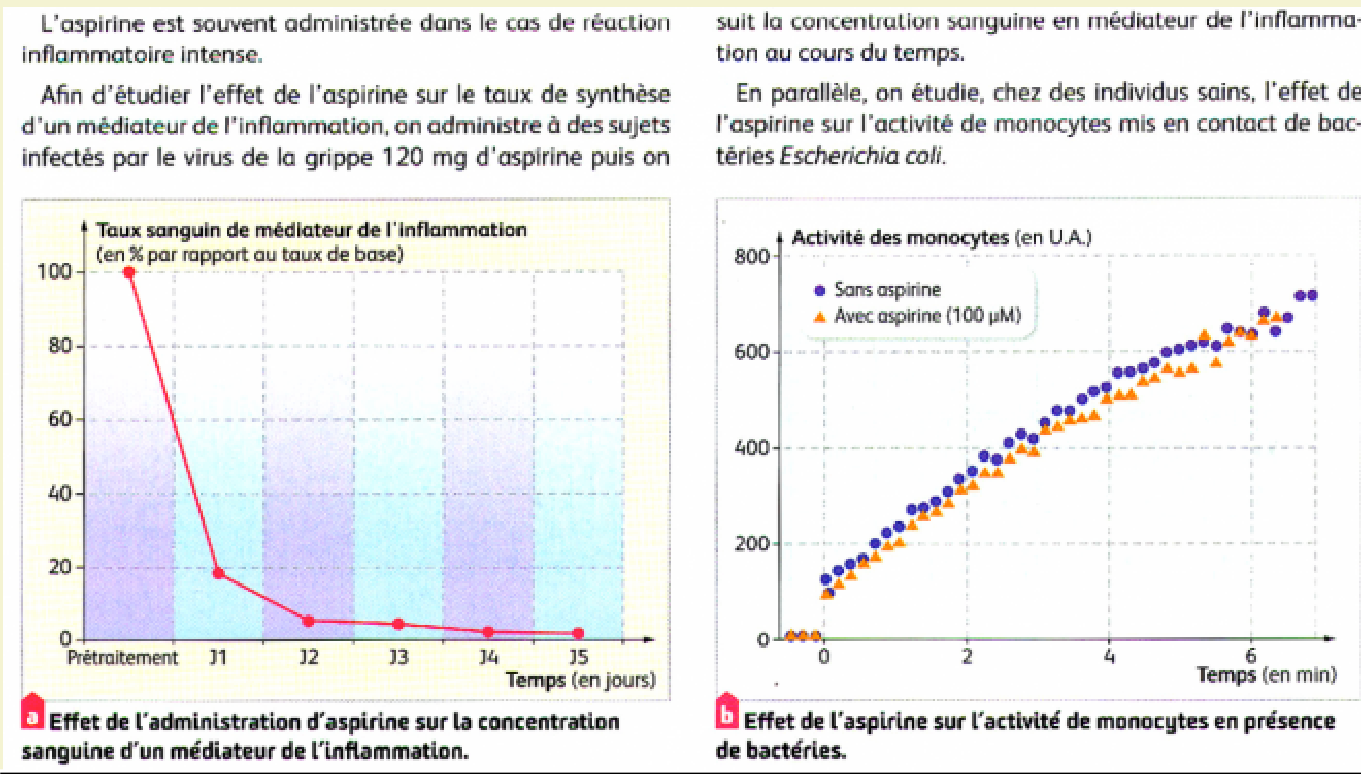 L'aspirine est souvent administrée dans le cas de réaction
inflammatoire intense.
Afin d'étudier l'effet de l'aspirine sur le taux de synthèse
d'un médiateur de l'inflammation, on administre à des sujets
infectés par le virus de la grippe 120 mg d'aspirine puis on
suit la concentration sanguine en médiateur de l'inflamma-
tion au cours du temps.
En parallèle, on étudie, chez des individus sains, l'effet de
l'aspirine sur l'activité de monocytes mis en contact de bac-
téries Escherichia coli.
Taux sanguin de médiateur de l'inflammation
(en % par rapport au taux de base)
100
80
60
40
20
0
Prétraitement J1 J2 J3 J4 J5
Temps (en jours)
a Effet de l'administration d'aspirine sur la concentration
sanguine d'un médiateur de l'inflammation.
Activité des monocytes (en U.A.)
800
Sans aspirine
Avec aspirine (100 µM)
600
400
200
0
0 2 4 6
Temps (en min)
b Effet de l'aspirine sur l'activité de monocytes en présence
de bactéries.